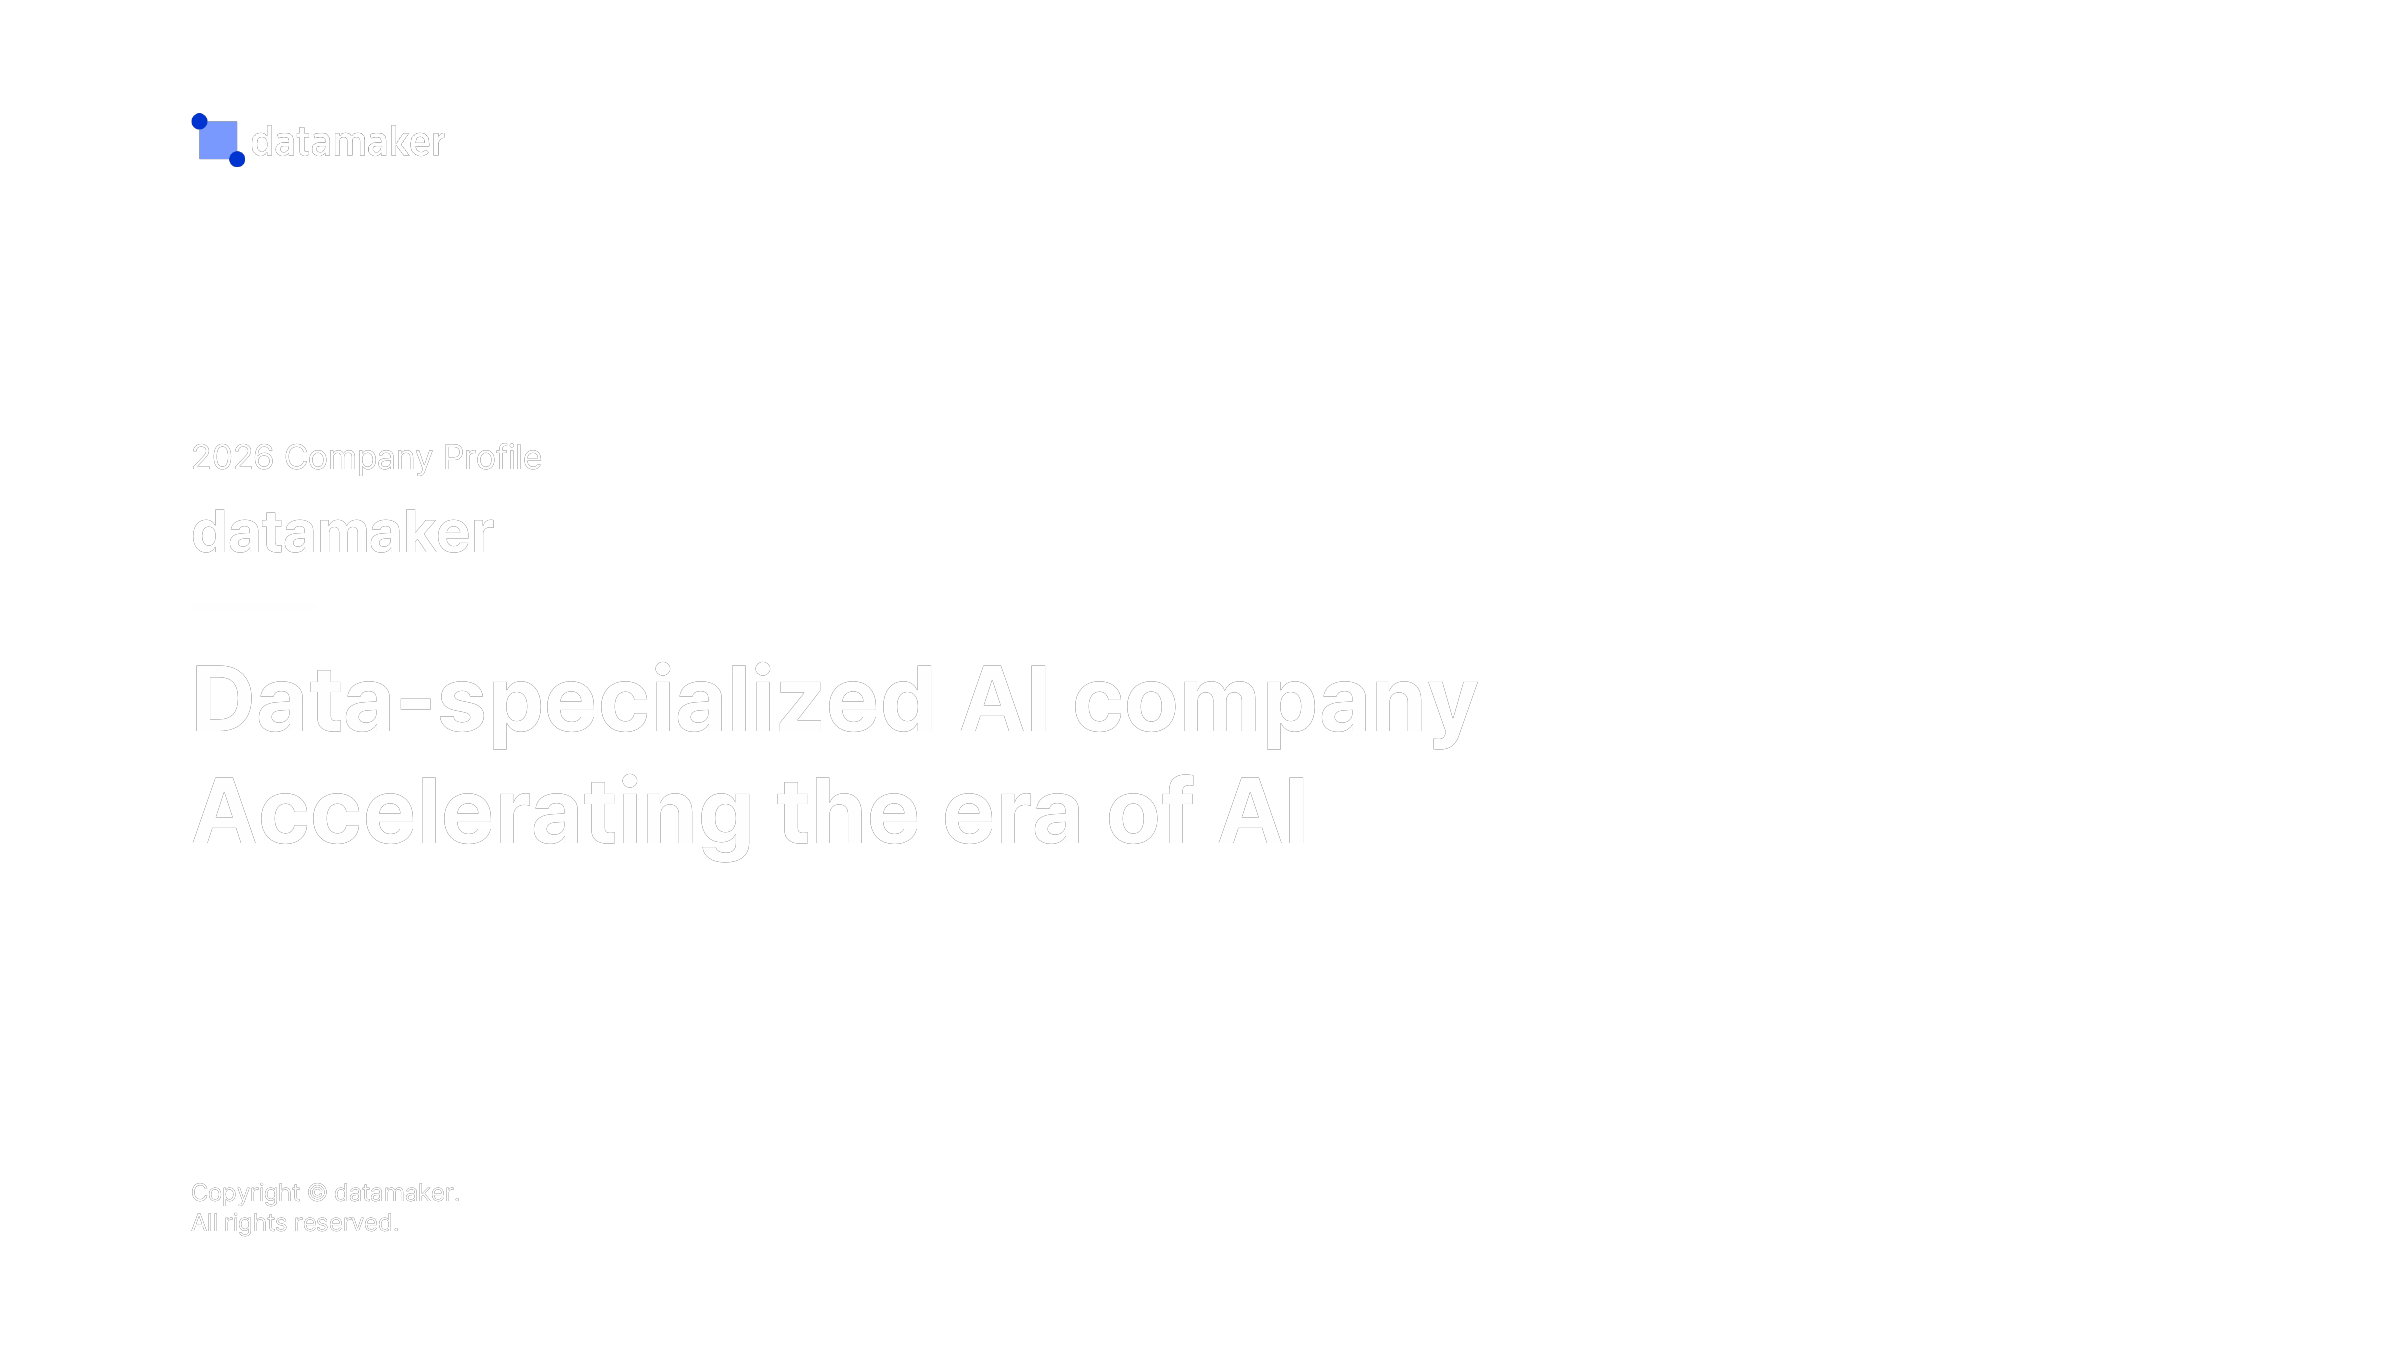 datamaker
2026 Company Profile
datamaker
Data-specialized AI company
Accelerating the era of AI
Copyright © datamaker.
All rights reserved.